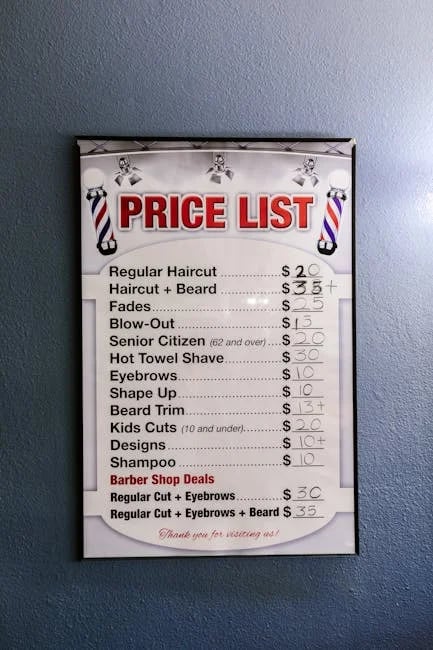 PRICE LIST
Regular Haircut ............ $ 20
Haircut + Beard ............ $ 35+
Fades ............ $ 25
Blow-Out ............ $ 15
Senior Citizen (62 and over) .... $ 20
Hot Towel Shave ............ $ 30
Eyebrows ............ $ 10
Shape Up ............ $ 10
Beard Trim ............ $ 13+
Kids Cuts (10 and under) ........ $ 20
Designs ............ $ 10+
Shampoo ............ $ 10
Barber Shop Deals
Regular Cut + Eyebrows ............ $ 30
Regular Cut + Eyebrows + Beard $ 35
Thank you for visiting us!